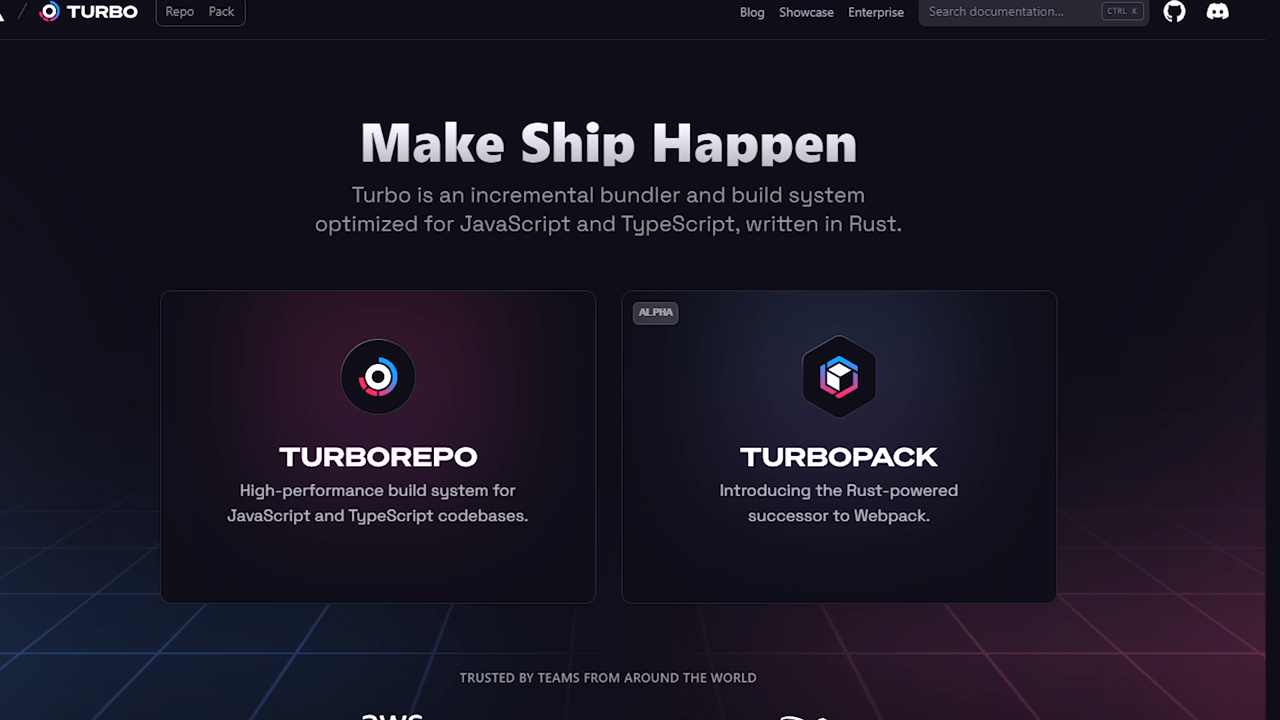 TURBO
Repo Pack
Blog Showcase Enterprise
Search documentation... CTRL K
Make Ship Happen
Turbo is an incremental bundler and build system
optimized for JavaScript and TypeScript, written in Rust.
TURBOREPO
High-performance build system for
JavaScript and TypeScript codebases.
ALPHA
TURBOPACK
Introducing the Rust-powered
successor to Webpack.
TRUSTED BY TEAMS FROM AROUND THE WORLD
aws